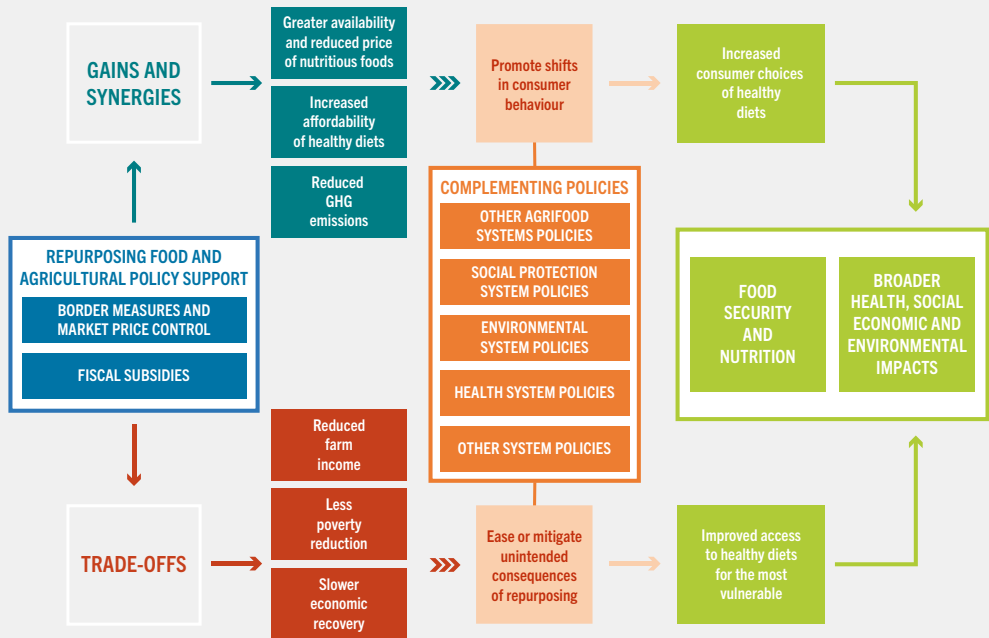 GAINS AND
SYNERGIES
Greater availability
and reduced price
of nutritious foods
Increased
affordability
of healthy diets
Reduced
GHG
emissions
Promote shifts
in consumer
behaviour
Increased
consumer choices
of healthy
diets
REPURPOSING FOOD AND
AGRICULTURAL POLICY SUPPORT
BORDER MEASURES AND
MARKET PRICE CONTROL
FISCAL SUBSIDIES
COMPLEMENTING POLICIES
OTHER AGRIFOOD
SYSTEMS POLICIES
SOCIAL PROTECTION
SYSTEM POLICIES
ENVIRONMENTAL
SYSTEM POLICIES
HEALTH SYSTEM POLICIES
OTHER SYSTEM POLICIES
FOOD
SECURITY
AND
NUTRITION
BROADER
HEALTH, SOCIAL
ECONOMIC AND
ENVIRONMENTAL
IMPACTS
TRADE-OFFS
Reduced
farm
income
Less
poverty
reduction
Slower
economic
recovery
Ease or mitigate
unintended
consequences
of repurposing
Improved access
to healthy diets
for the most
vulnerable